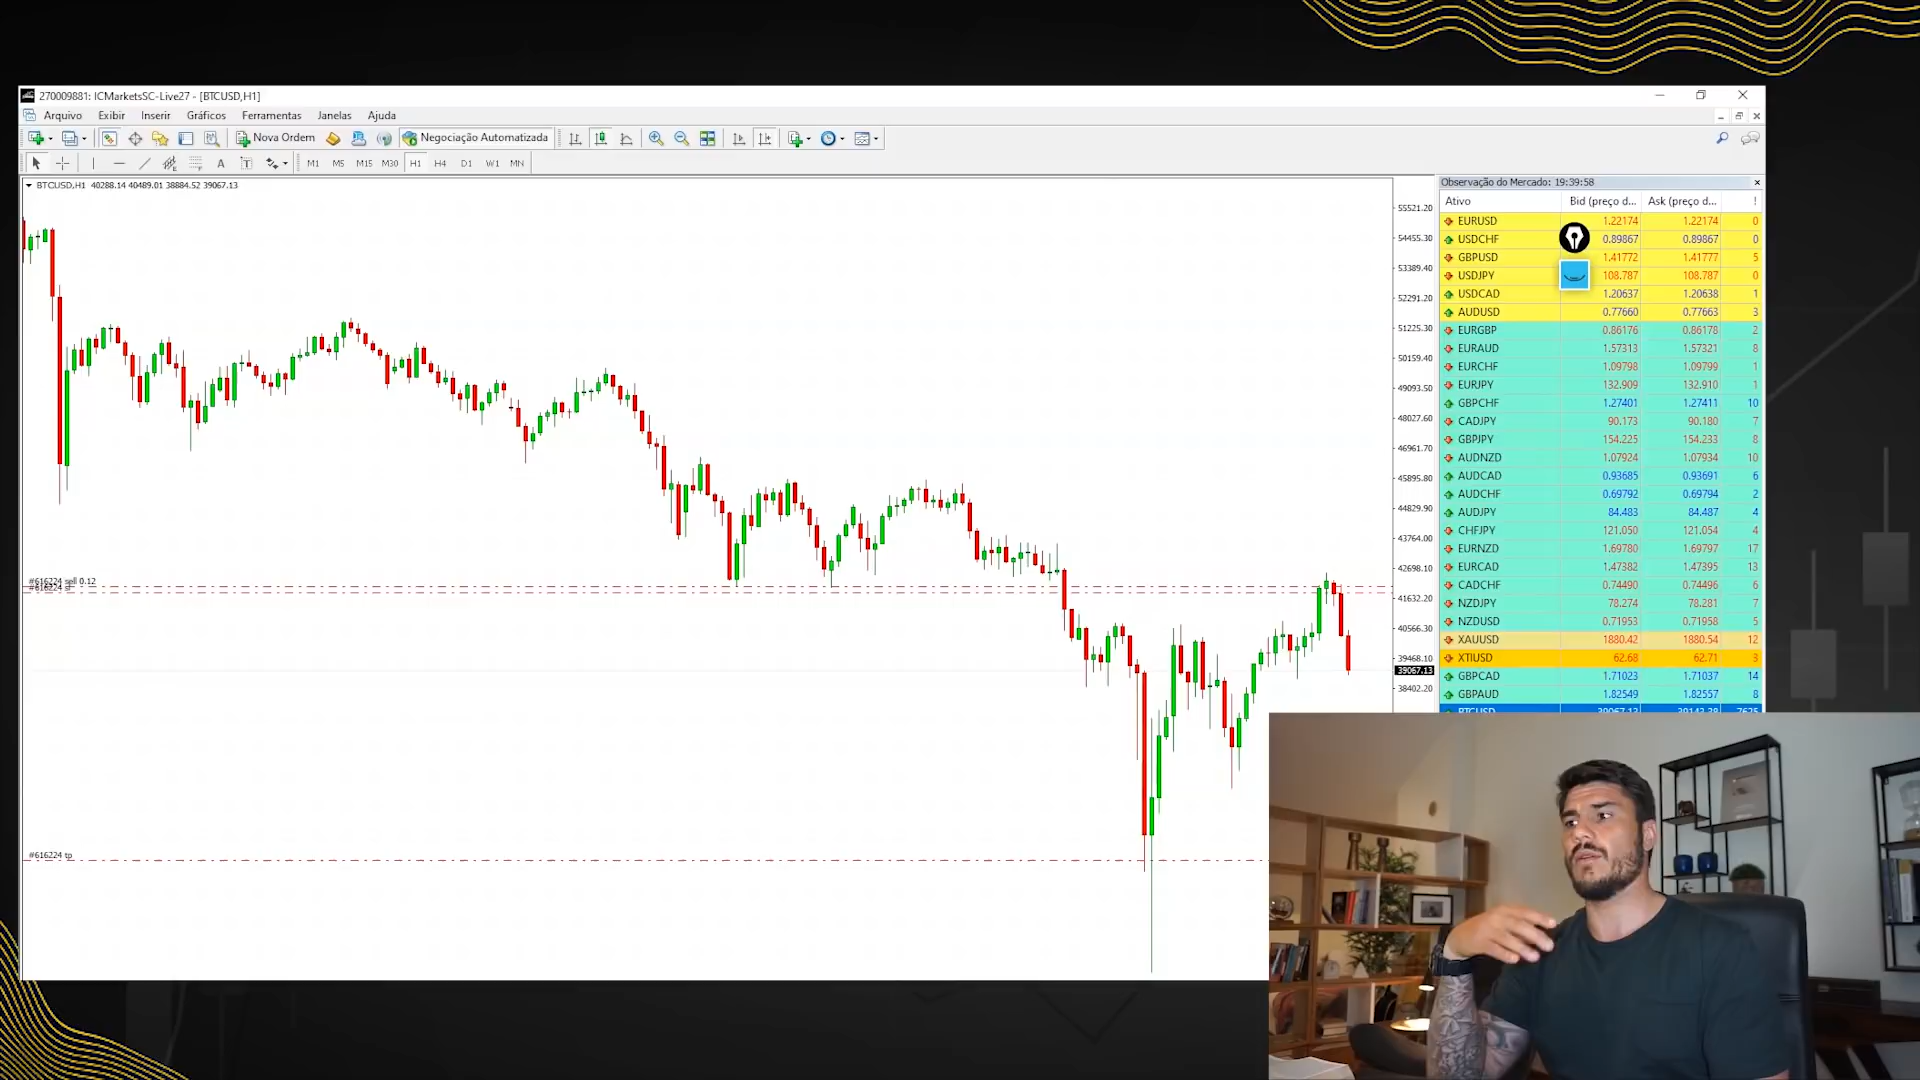 270009881: ICMarketsSC-Live27 - [BTCUSD,H1]
Arquivo Exibir Inserir Gráficos Ferramentas Janelas Ajuda
Nova Ordem Negociação Automatizada
A T M1 M5 M15 M30 H1 H4 D1 W1 MN
BTCUSD,H1 40288.14 40489.01 38884.52 39067.13
55521.20
54455.30
53389.40
52291.20
51225.30
50159.40
49093.50
48027.60
46961.70
45895.80
44829.90
43764.00
42698.10
41632.20
40566.30
39468.10
39067.13
38402.20
#616224 sell 0.12
#616224 sl
#616224 tp
Observação do Mercado: 19:39:58
Ativo Bid (preço d... Ask (preço d... !
EURUSD 1.22174 1.22174 0
USDCHF 0.89867 0.89867 0
GBPUSD 1.41772 1.41777 5
USDJPY 108.787 108.787 0
USDCAD 1.20637 1.20638 1
AUDUSD 0.77660 0.77663 3
EURGBP 0.86176 0.86178 2
EURAUD 1.57313 1.57321 8
EURCHF 1.09798 1.09799 1
EURJPY 132.909 132.910 1
GBPCHF 1.27401 1.27411 10
CADJPY 90.173 90.180 7
GBPJPY 154.225 154.233 8
AUDNZD 1.07924 1.07934 10
AUDCAD 0.93685 0.93691 6
AUDCHF 0.69792 0.69794 2
AUDJPY 84.483 84.487 4
CHFJPY 121.050 121.054 4
EURNZD 1.69780 1.69797 17
EURCAD 1.47382 1.47395 13
CADCHF 0.74490 0.74496 6
NZDJPY 78.274 78.281 7
NZDUSD 0.71953 0.71958 5
XAUUSD 1880.42 1880.54 12
XTIUSD 62.68 62.71 3
GBPCAD 1.71023 1.71037 14
GBPAUD 1.82549 1.82557 8
BTCUSD 39067.13 39143.38 7625